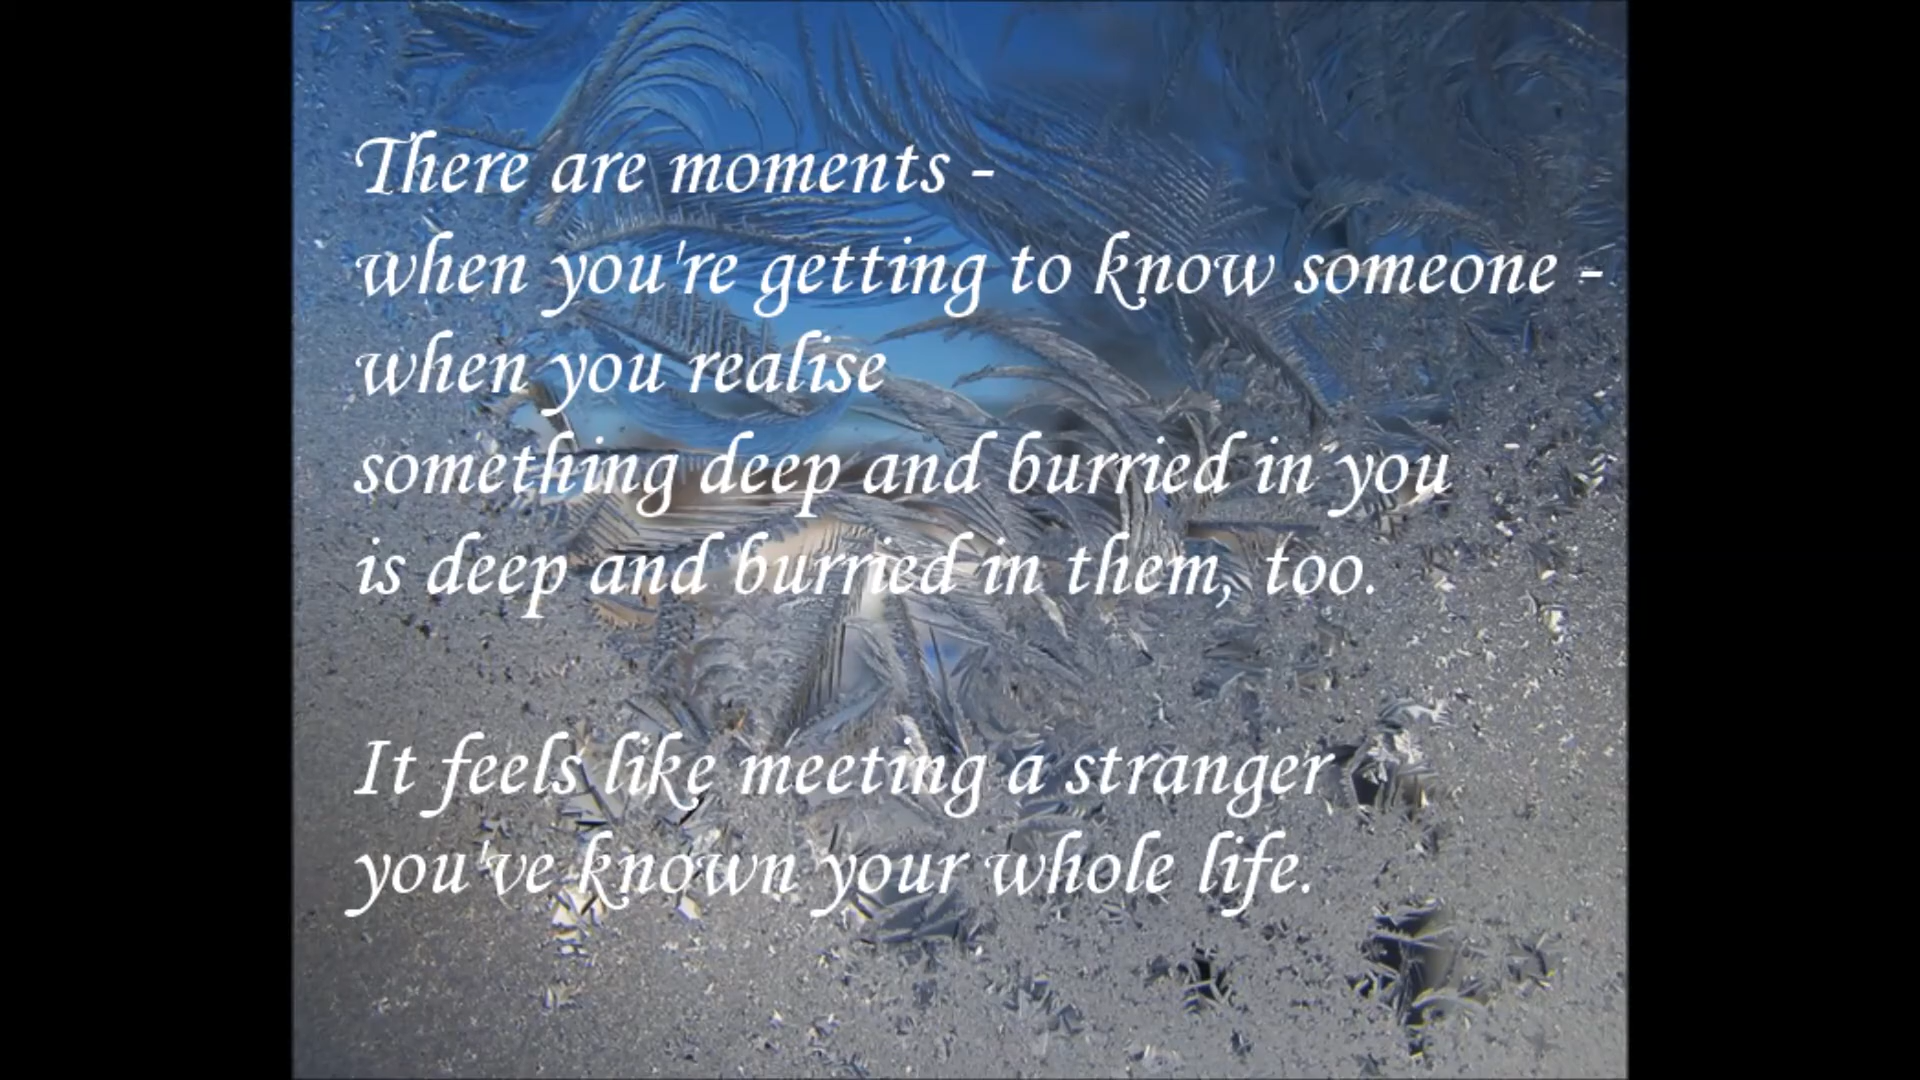 There are moments -
when you're getting to know someone -
when you realise
something deep and burried in you
is deep and burried in them, too.
It feels like meeting a stranger
you've known your whole life.